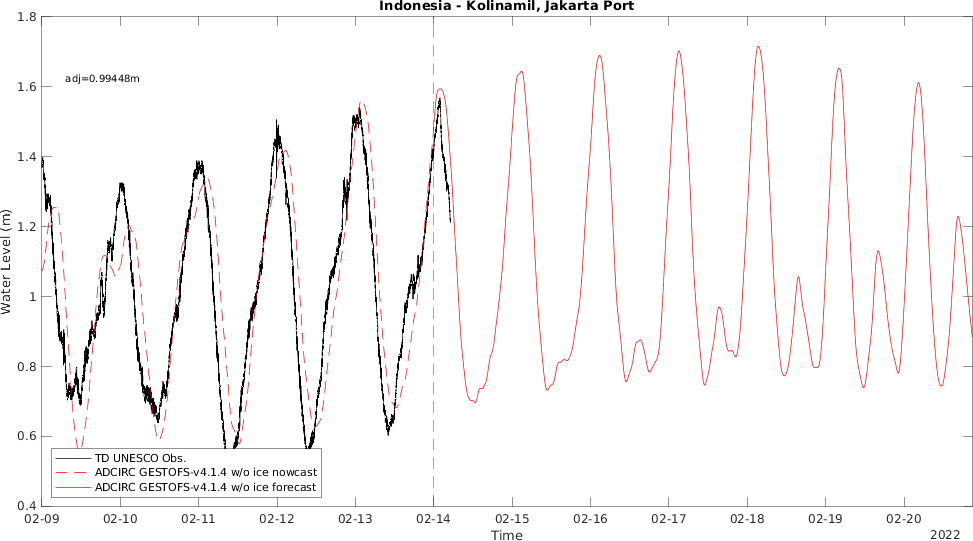 Indonesia - Kolinamil, Jakarta Port
1.8
adj=0.99448m
1.6
1.4
1.2
1
0.8
0.6
0.4
Water Level (m)
TD UNESCO Obs.
ADCIRC GESTOFS-v4.1.4 w/o ice nowcast
ADCIRC GESTOFS-v4.1.4 w/o ice forecast
02-09 02-10 02-11 02-12 02-13 02-14 02-15 02-16 02-17 02-18 02-19 02-20
Time
2022